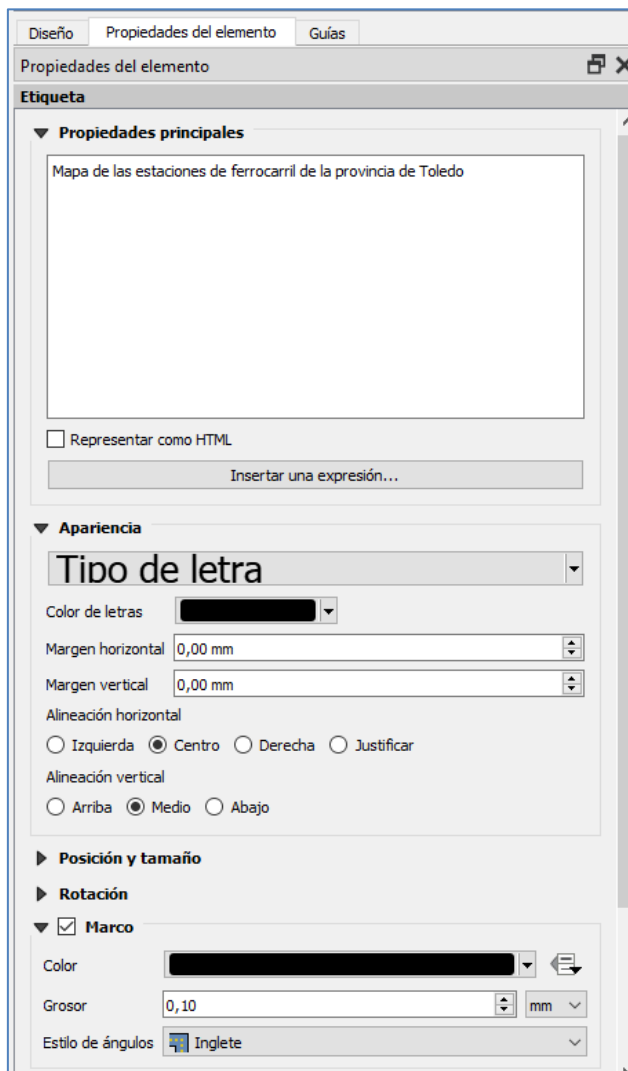 Diseño Propiedades del elemento Guías
Propiedades del elemento
Etiqueta
Propiedades principales
Mapa de las estaciones de ferrocarril de la provincia de Toledo
Representar como HTML
Insertar una expresión...
Apariencia
Tipo de letra
Color de letras
Margen horizontal 0,00 mm
Margen vertical 0,00 mm
Alineación horizontal
Izquierda Centro Derecha Justificar
Alineación vertical
Arriba Medio Abajo
Posición y tamaño
Rotación
Marco
Color
Grosor 0,10 mm
Estilo de ángulos Inglete